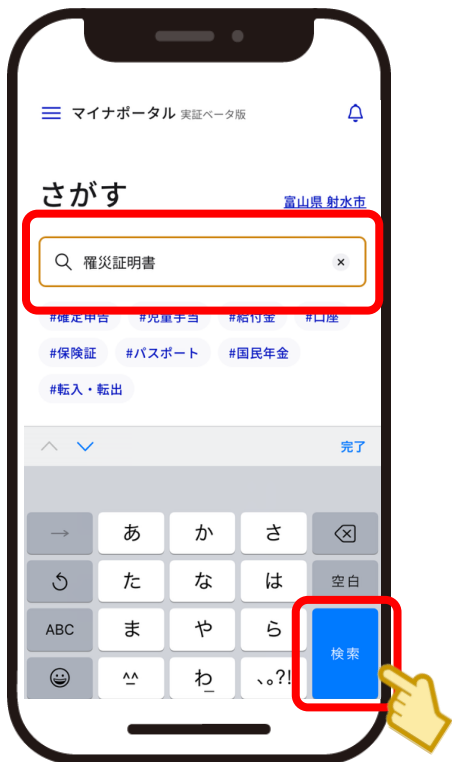 マイナポータル 実証ベータ版
さがす
富山県 射水市
罹災証明書
#確定申告 #児童手当 #給付金 #口座
#保険証 #パスポート #国民年金
#転入・転出
完了
→ あ か さ
た な は 空白
ABC ま や ら 検索
^^ わ 、。?!